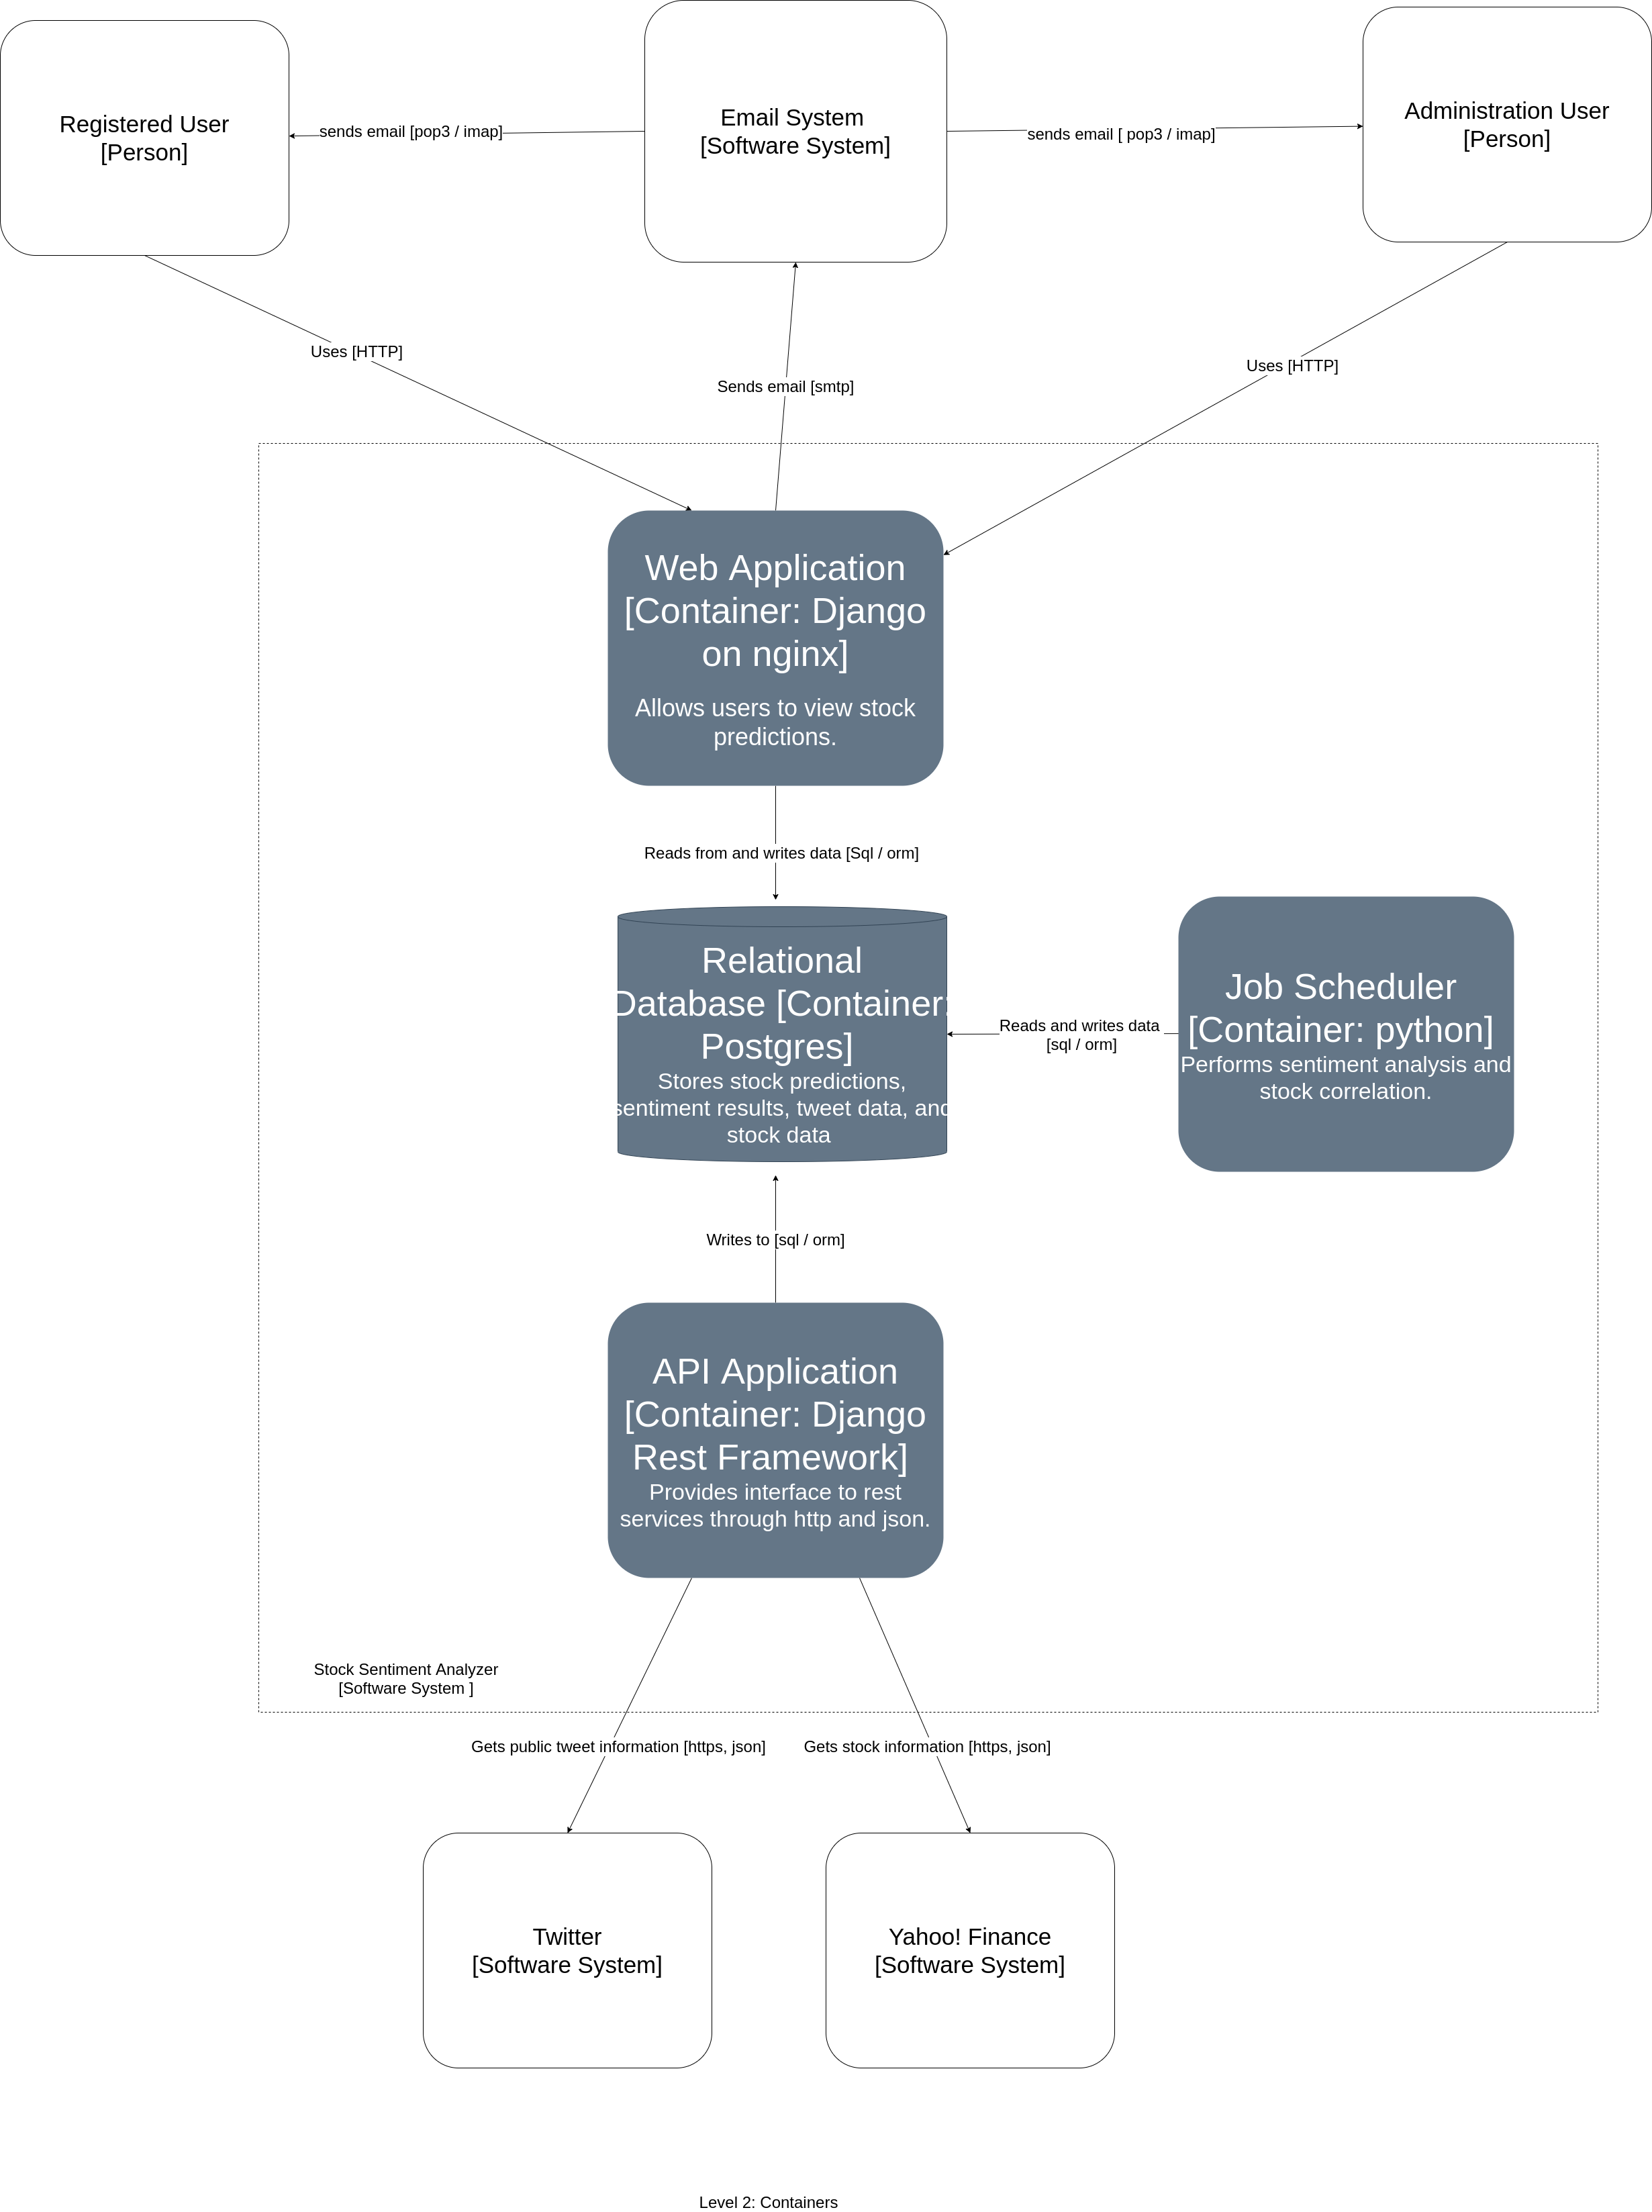 Registered User
[Person]
sends email [pop3 / imap]
Email System
[Software System]
sends email [ pop3 / imap]
Administration User
[Person]
Uses [HTTP]
Sends email [smtp]
Uses [HTTP]
Web Application
[Container: Django
on nginx]
Allows users to view stock
predictions.
Reads from and writes data [Sql / orm]
Relational
Database [Container:
Postgres]
Stores stock predictions,
sentiment results, tweet data, and
stock data
Reads and writes data
[sql / orm]
Job Scheduler
[Container: python]
Performs sentiment analysis and
stock correlation.
Writes to [sql / orm]
API Application
[Container: Django
Rest Framework]
Provides interface to rest
services through http and json.
Stock Sentiment Analyzer
[Software System ]
Gets public tweet information [https, json]
Gets stock information [https, json]
Twitter
[Software System]
Yahoo! Finance
[Software System]
Level 2: Containers